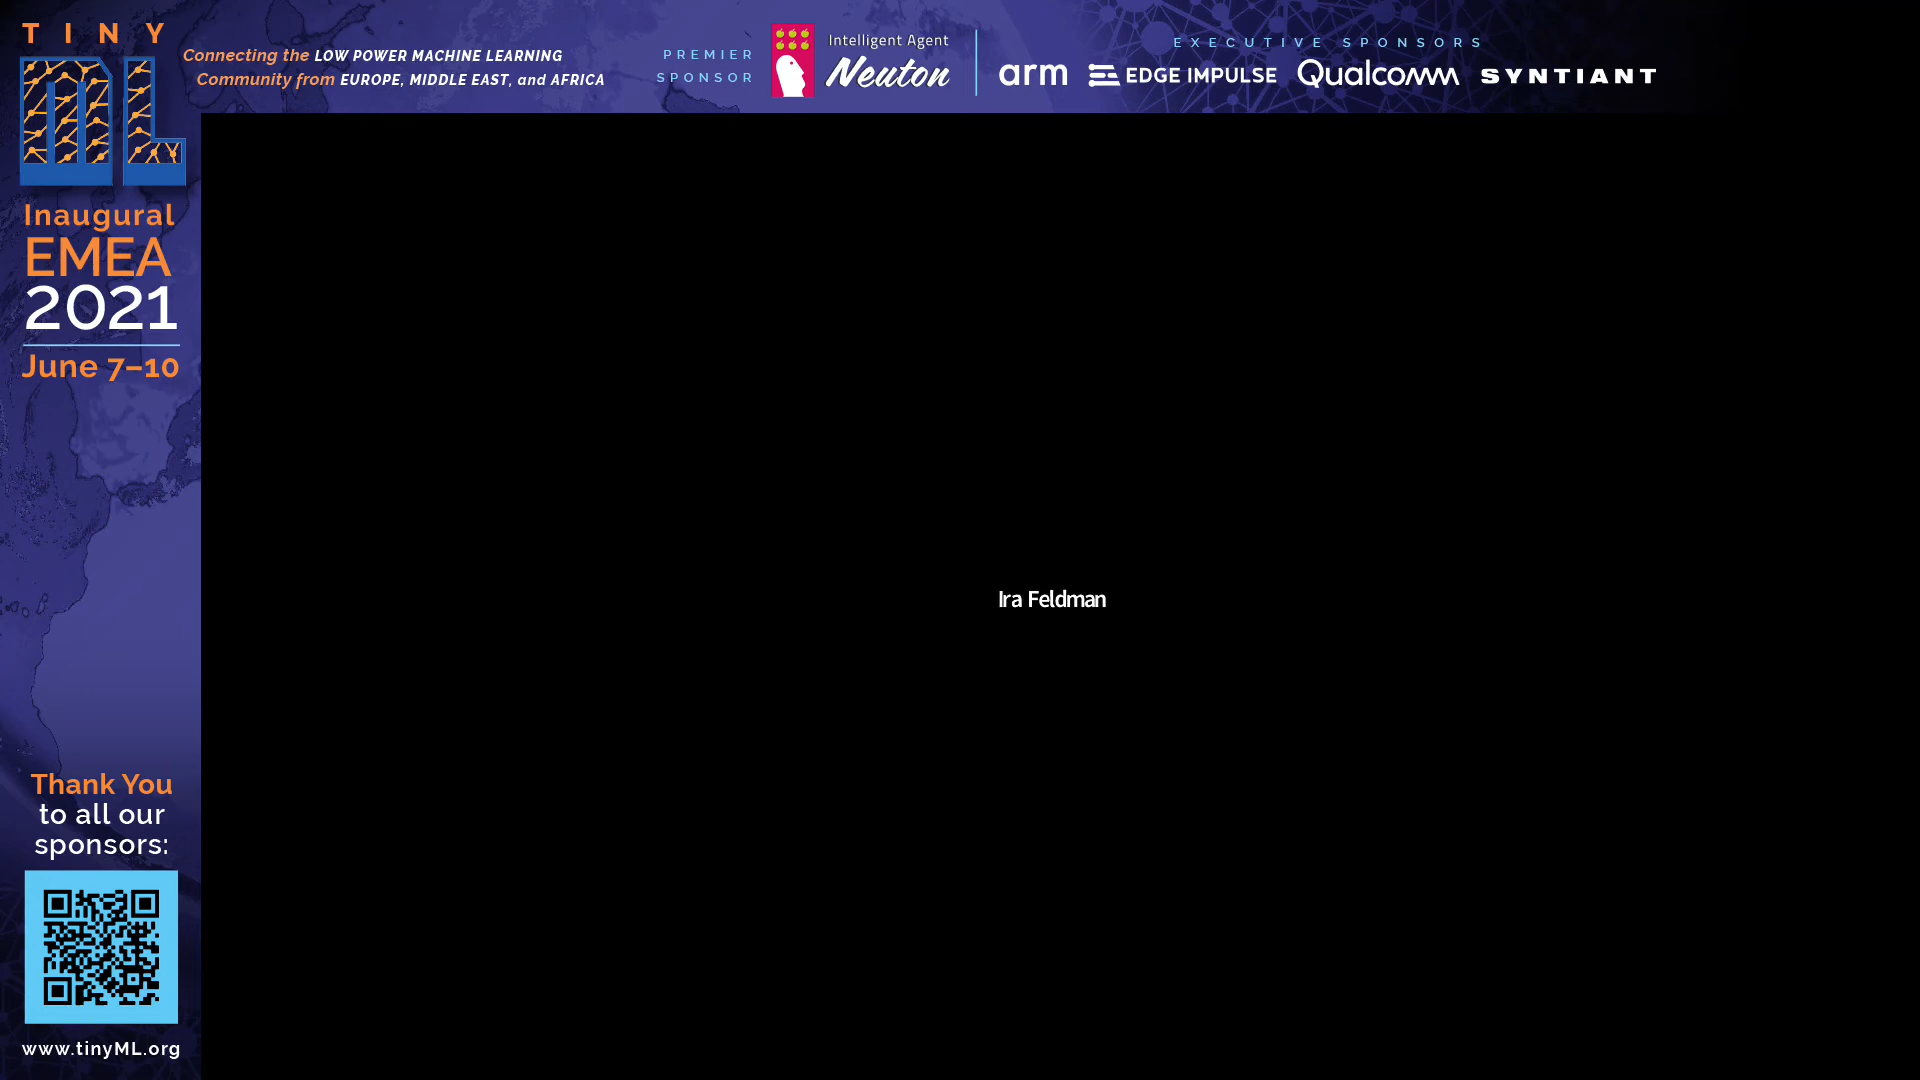 TINY
ML
Connecting the LOW POWER MACHINE LEARNING
Community from EUROPE, MIDDLE EAST, and AFRICA
PREMIER
SPONSOR
Intelligent Agent
Neuton
EXECUTIVE SPONSORS
arm EDGE IMPULSE Qualcomm SYNTIANT
Inaugural
EMEA
2021
June 7–10
Ira Feldman
Thank You
to all our
sponsors:
www.tinyML.org